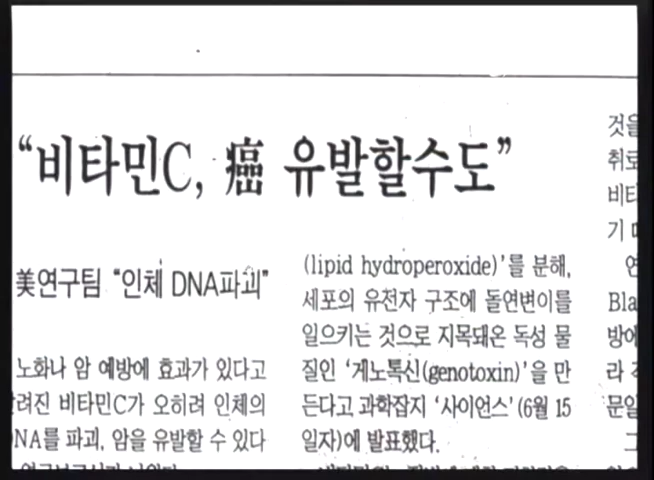 “비타민C, 癌 유발할수도”
美연구팀 “인체 DNA파괴”
노화나 암 예방에 효과가 있다고
려진 비타민C가 오히려 인체의
NA를 파괴, 암을 유발할 수 있다
(lipid hydroperoxide)’를 분해,
세포의 유전자 구조에 돌연변이를
일으키는 것으로 지목돼온 독성 물
질인 ‘게노톡신(genotoxin)’을 만
든다고 과학잡지 ‘사이언스’(6월 15
일자)에 발표했다.
것을
취로
비타
기
연
Bla
방에
라
문일
그